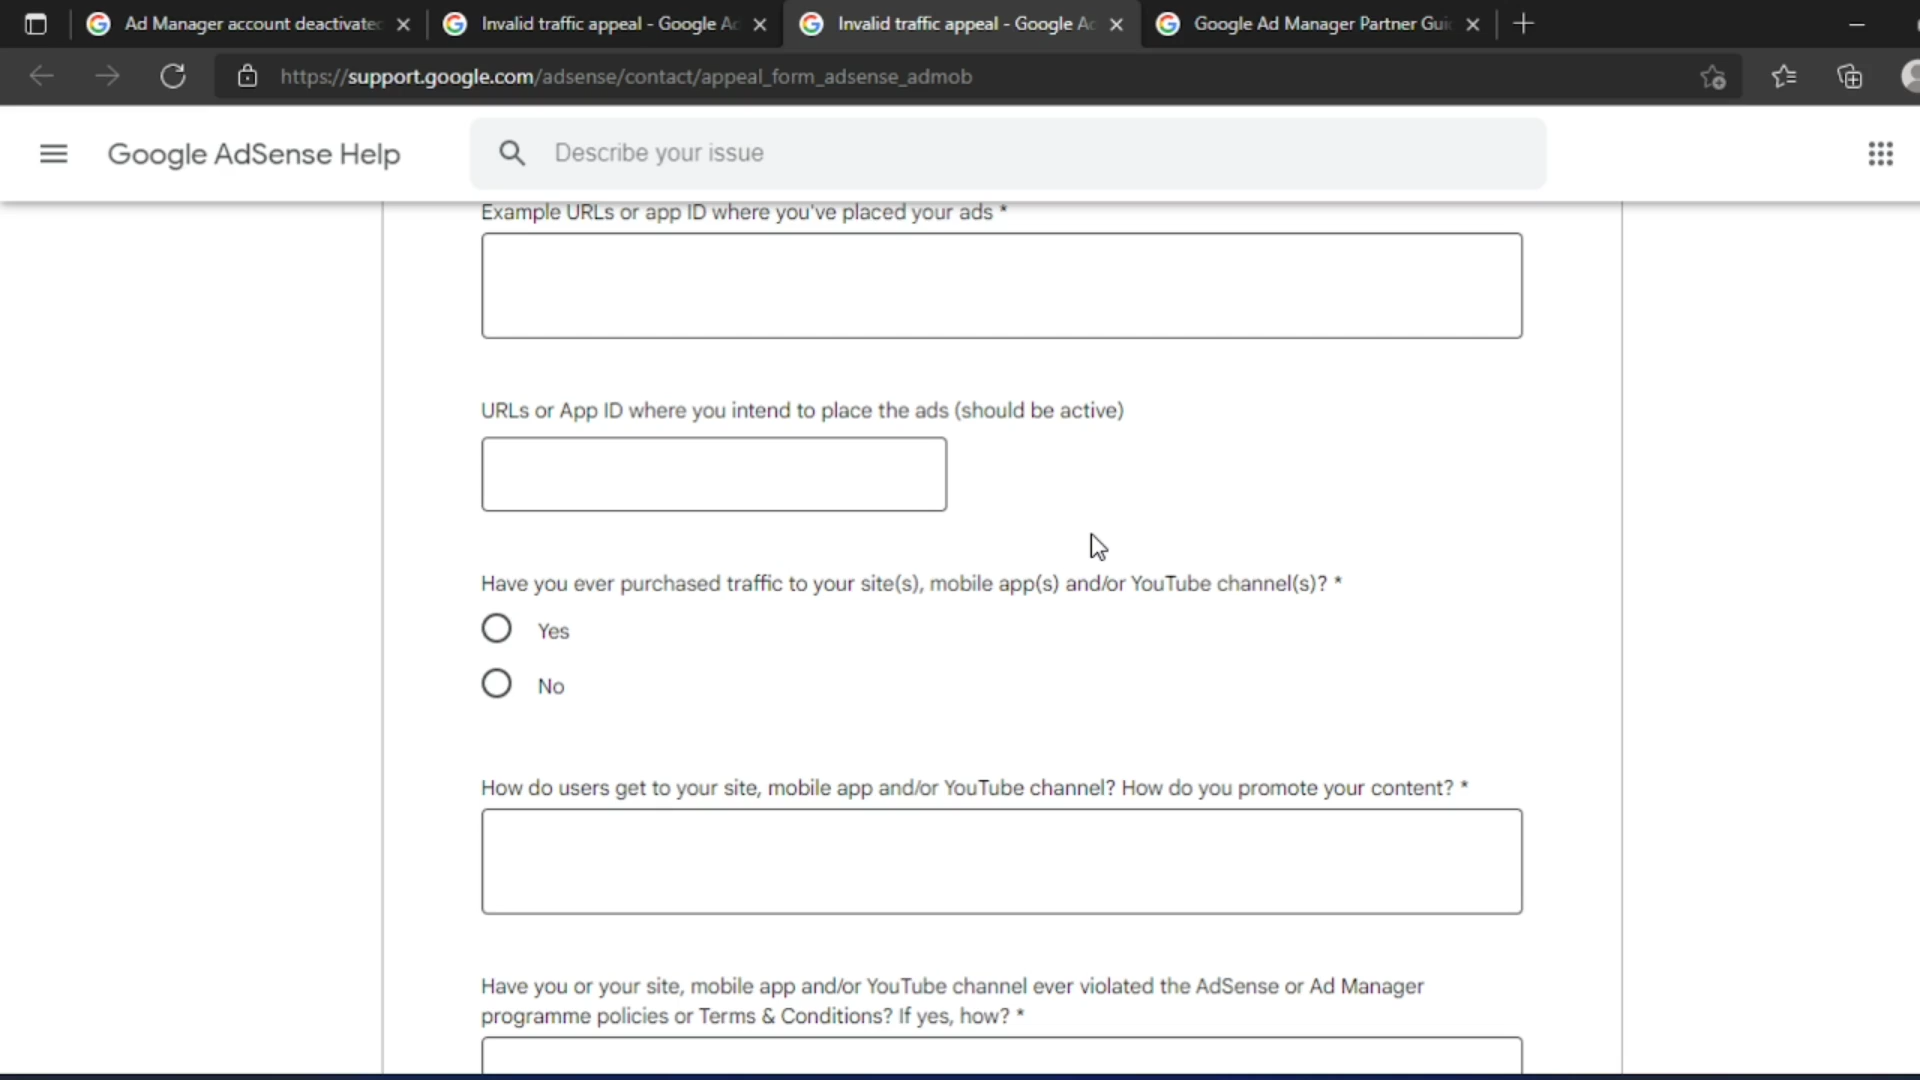 Ad Manager account deactivated
Invalid traffic appeal - Google Ad
Invalid traffic appeal - Google Ad
Google Ad Manager Partner Gui
https://support.google.com/adsense/contact/appeal_form_adsense_admob
Google AdSense Help
Describe your issue
Example URLs or app ID where you've placed your ads *
URLs or App ID where you intend to place the ads (should be active)
Have you ever purchased traffic to your site(s), mobile app(s) and/or YouTube channel(s)? *
Yes
No
How do users get to your site, mobile app and/or YouTube channel? How do you promote your content? *
Have you or your site, mobile app and/or YouTube channel ever violated the AdSense or Ad Manager
programme policies or Terms & Conditions? If yes, how? *